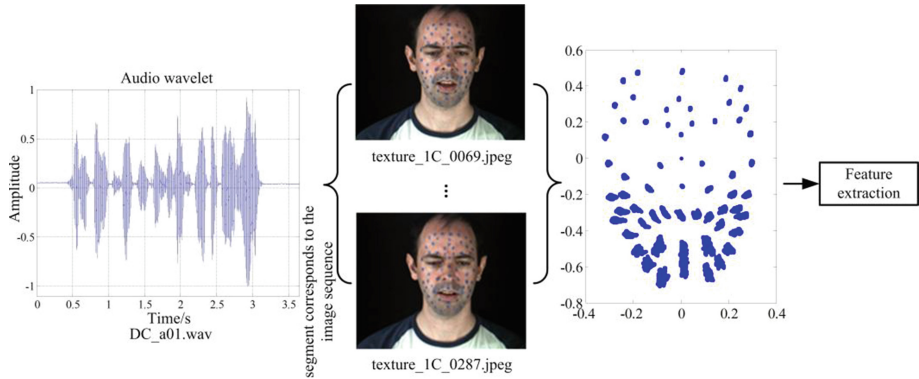 Audio wavelet
Amplitude
1
0.5
0
-0.5
-1
0
0.5
1
1.5
2
2.5
3
3.5
Time/s
DC_a01.wav
segment corresponds to the
image sequence
texture_1C_0069.jpeg
...
texture_1C_0287.jpeg
0.6
0.4
0.2
0
-0.2
-0.4
-0.6
-0.8
-0.4
-0.2
0
0.2
0.4
Feature
extraction